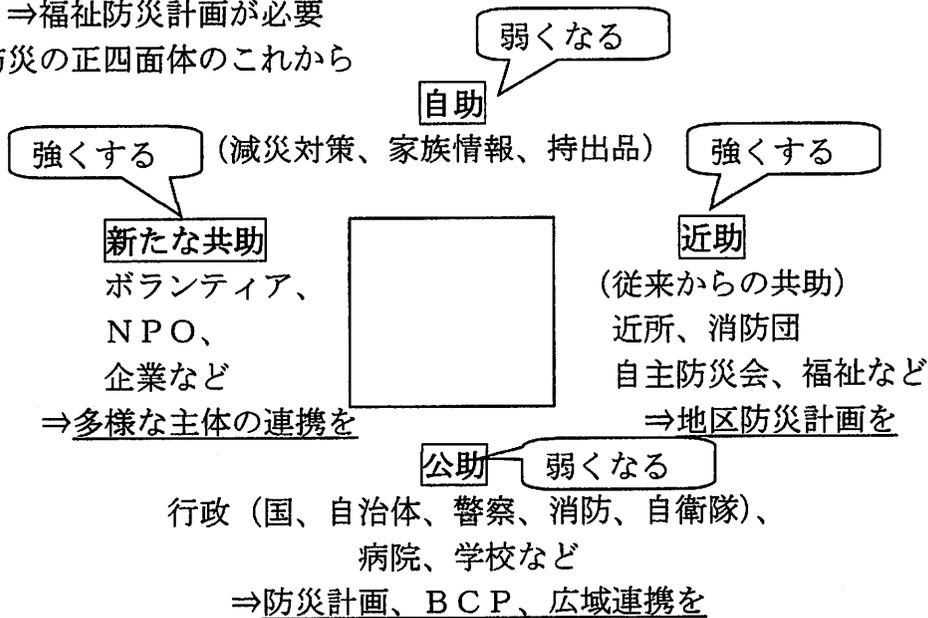 ⇒福祉防災計画が必要
災の正四面体のこれから
弱くなる
自助
(減災対策、家族情報、持出品)
強くする
強くする
新たな共助
ボランティア、
NPO、
企業など
⇒多様な主体の連携を
近助
(従来からの共助)
近所、消防団
自主防災会、福祉など
⇒地区防災計画を
公助
弱くなる
行政(国、自治体、警察、消防、自衛隊)、
病院、学校など
⇒防災計画、BCP、広域連携を